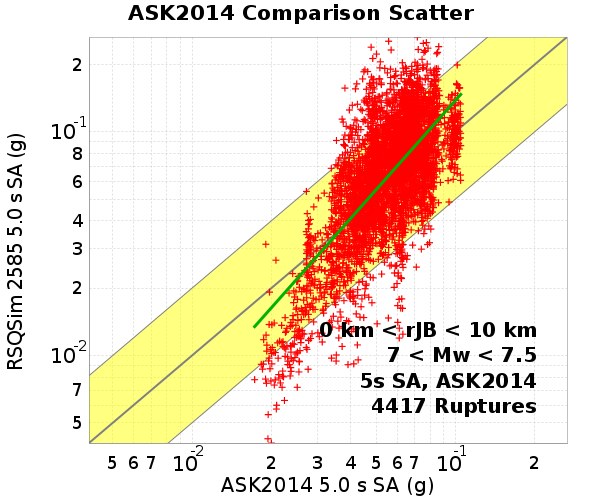 ASK2014 Comparison Scatter
RSQSim 2585 5.0 s SA (g)
2
10^-1
8
6
4
3
2
10^-2
7
5
0 km < rJB < 10 km
7 < Mw < 7.5
5s SA, ASK2014
4417 Ruptures
5 6 7 10^-2 2 3 4 5 6 7 10^-1 2
ASK2014 5.0 s SA (g)